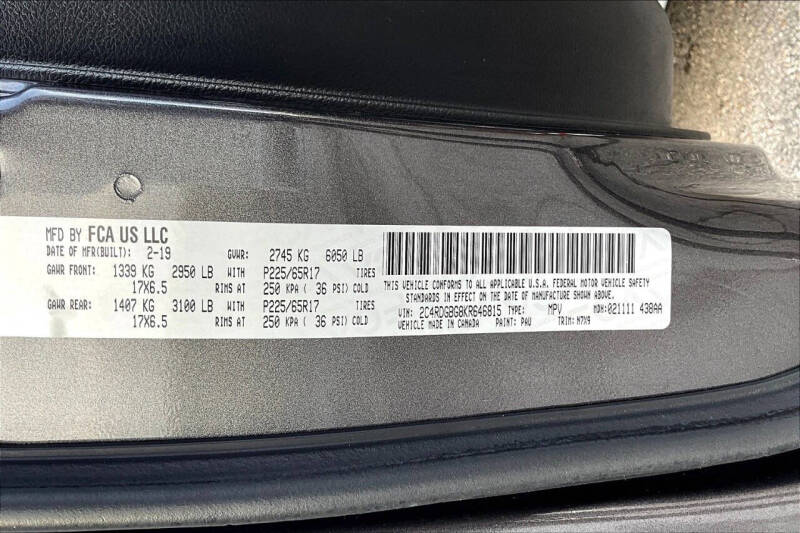 MFD BY FCA US LLC
DATE OF MFR(BUILT): 2-19 GVWR: 2745 KG 6050 LB
GAWR FRONT: 1339 KG 2950 LB WITH P225/65R17 TIRES
17X6.5 RIMS AT 250 KPA ( 36 PSI) COLD
GAWR REAR: 1407 KG 3100 LB WITH P225/65R17 TIRES
17X6.5 RIMS AT 250 KPA ( 36 PSI) COLD
THIS VEHICLE CONFORMS TO ALL APPLICABLE U.S.A. FEDERAL MOTOR VEHICLE SAFETY
STANDARDS IN EFFECT ON THE DATE OF MANUFACTURE SHOWN ABOVE.
VIN: 2C4RDGBG8KR646815 TYPE: MPV MDH: 021111 438AA
VEHICLE MADE IN CANADA PAINT: PAU TRIM: H7X9